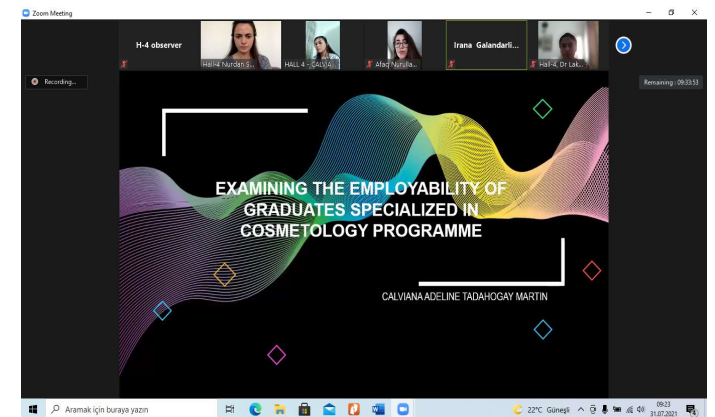 Zoom Meeting
H-4 observer
Hall-4 Nurdan S...
HALL 4 - CALVIA...
Afaq Nurulla...
Irana Galandarli...
Hall-4, Dr Lak...
Recording...
Remaining : 09:33:53
EXAMINING THE EMPLOYABILITY OF
GRADUATES SPECIALIZED IN
COSMETOLOGY PROGRAMME
CALVIANA ADELINE TADAHOGAY MARTIN
Aramak için buraya yazın
22°C Güneşli
09:23
31.07.2021